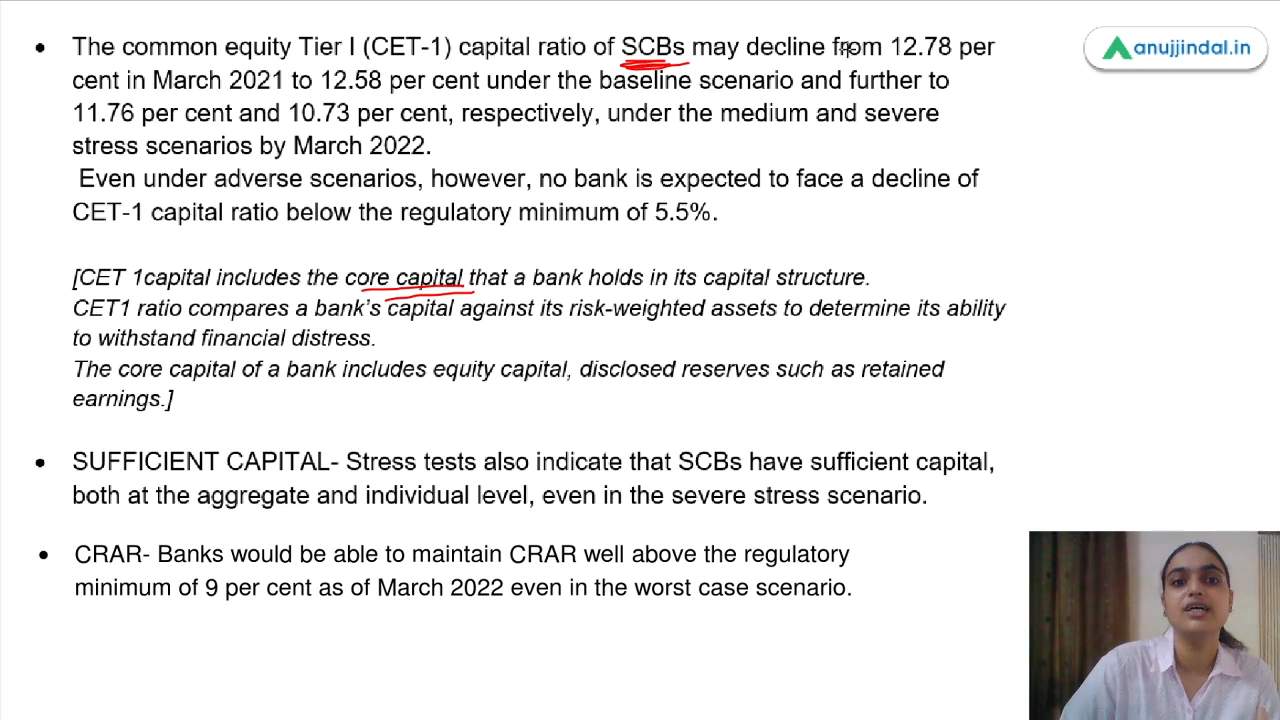 • The common equity Tier I (CET-1) capital ratio of SCBs may decline from 12.78 per
cent in March 2021 to 12.58 per cent under the baseline scenario and further to
11.76 per cent and 10.73 per cent, respectively, under the medium and severe
stress scenarios by March 2022.
Even under adverse scenarios, however, no bank is expected to face a decline of
CET-1 capital ratio below the regulatory minimum of 5.5%.
[CET 1capital includes the core capital that a bank holds in its capital structure.
CET1 ratio compares a bank’s capital against its risk-weighted assets to determine its ability
to withstand financial distress.
The core capital of a bank includes equity capital, disclosed reserves such as retained
earnings.]
• SUFFICIENT CAPITAL- Stress tests also indicate that SCBs have sufficient capital,
both at the aggregate and individual level, even in the severe stress scenario.
• CRAR- Banks would be able to maintain CRAR well above the regulatory
minimum of 9 per cent as of March 2022 even in the worst case scenario.
anujjindal.in